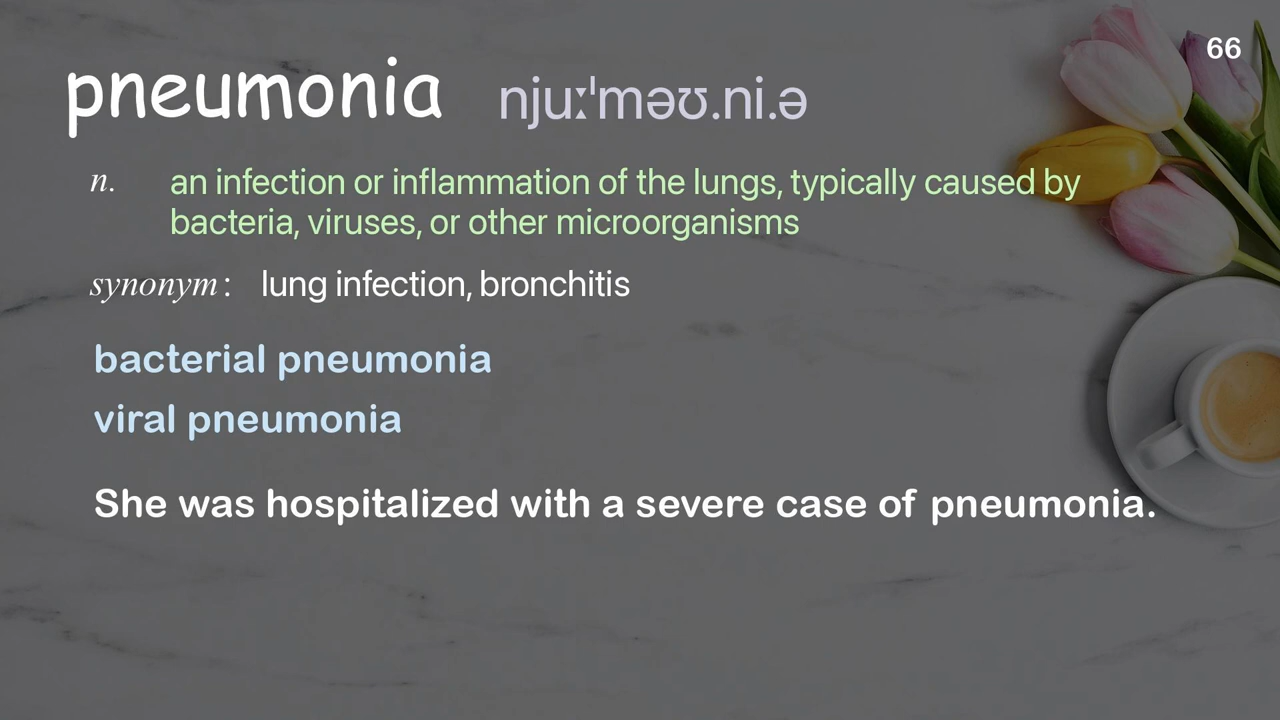 66
pneumonia njuːˈməʊ.ni.ə
n. an infection or inflammation of the lungs, typically caused by
bacteria, viruses, or other microorganisms
synonym: lung infection, bronchitis
bacterial pneumonia
viral pneumonia
She was hospitalized with a severe case of pneumonia.